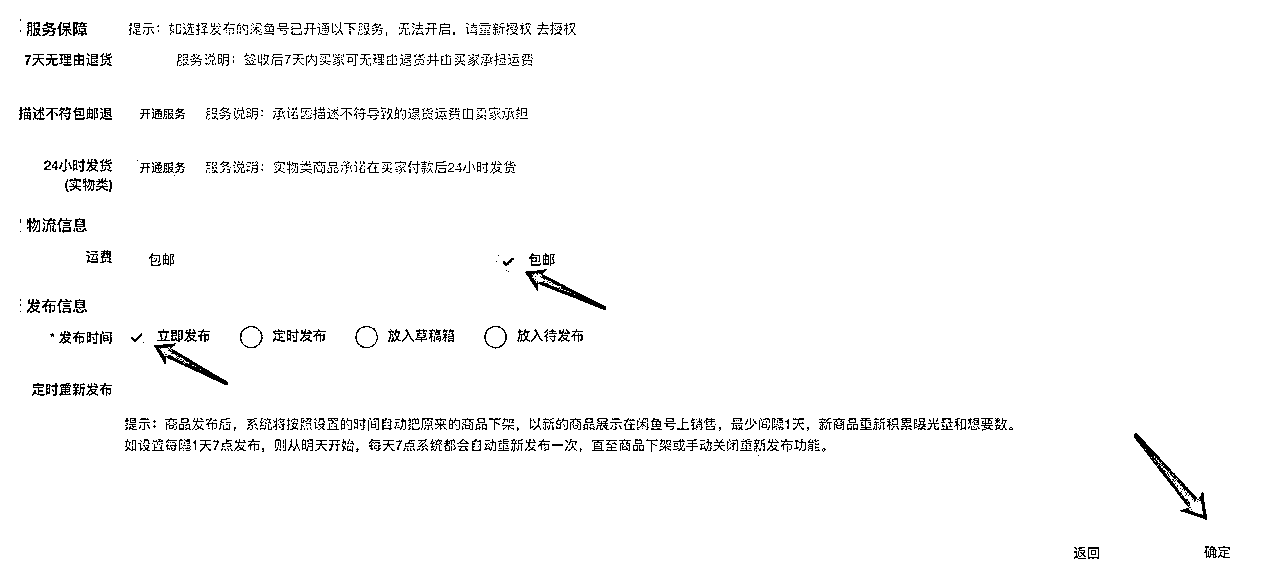 服务保障 提示：如选择发布的闲鱼号已开通以下服务，无法开启，请重新授权 去授权
7天无理由退货 服务说明：签收后7天内买家可无理由退货并由买家承担运费
描述不符包邮退 开通服务 服务说明：承诺因描述不符导致的退货运费由卖家承担
24小时发货 开通服务 服务说明：实物类商品承诺在买家付款后24小时发货
(实物类)
物流信息
运费 包邮 包邮
发布信息
* 发布时间 立即发布 定时发布 放入草稿箱 放入待发布
定时重新发布
提示：商品发布后，系统将按照设置的时间自动把原来的商品下架，以新的商品展示在闲鱼号上销售，最少间隔1天，新商品重新积累曝光量和想要数。
如设置每隔1天7点发布，则从明天开始，每天7点系统都会自动重新发布一次，直至商品下架或手动关闭重新发布功能。
返回 确定